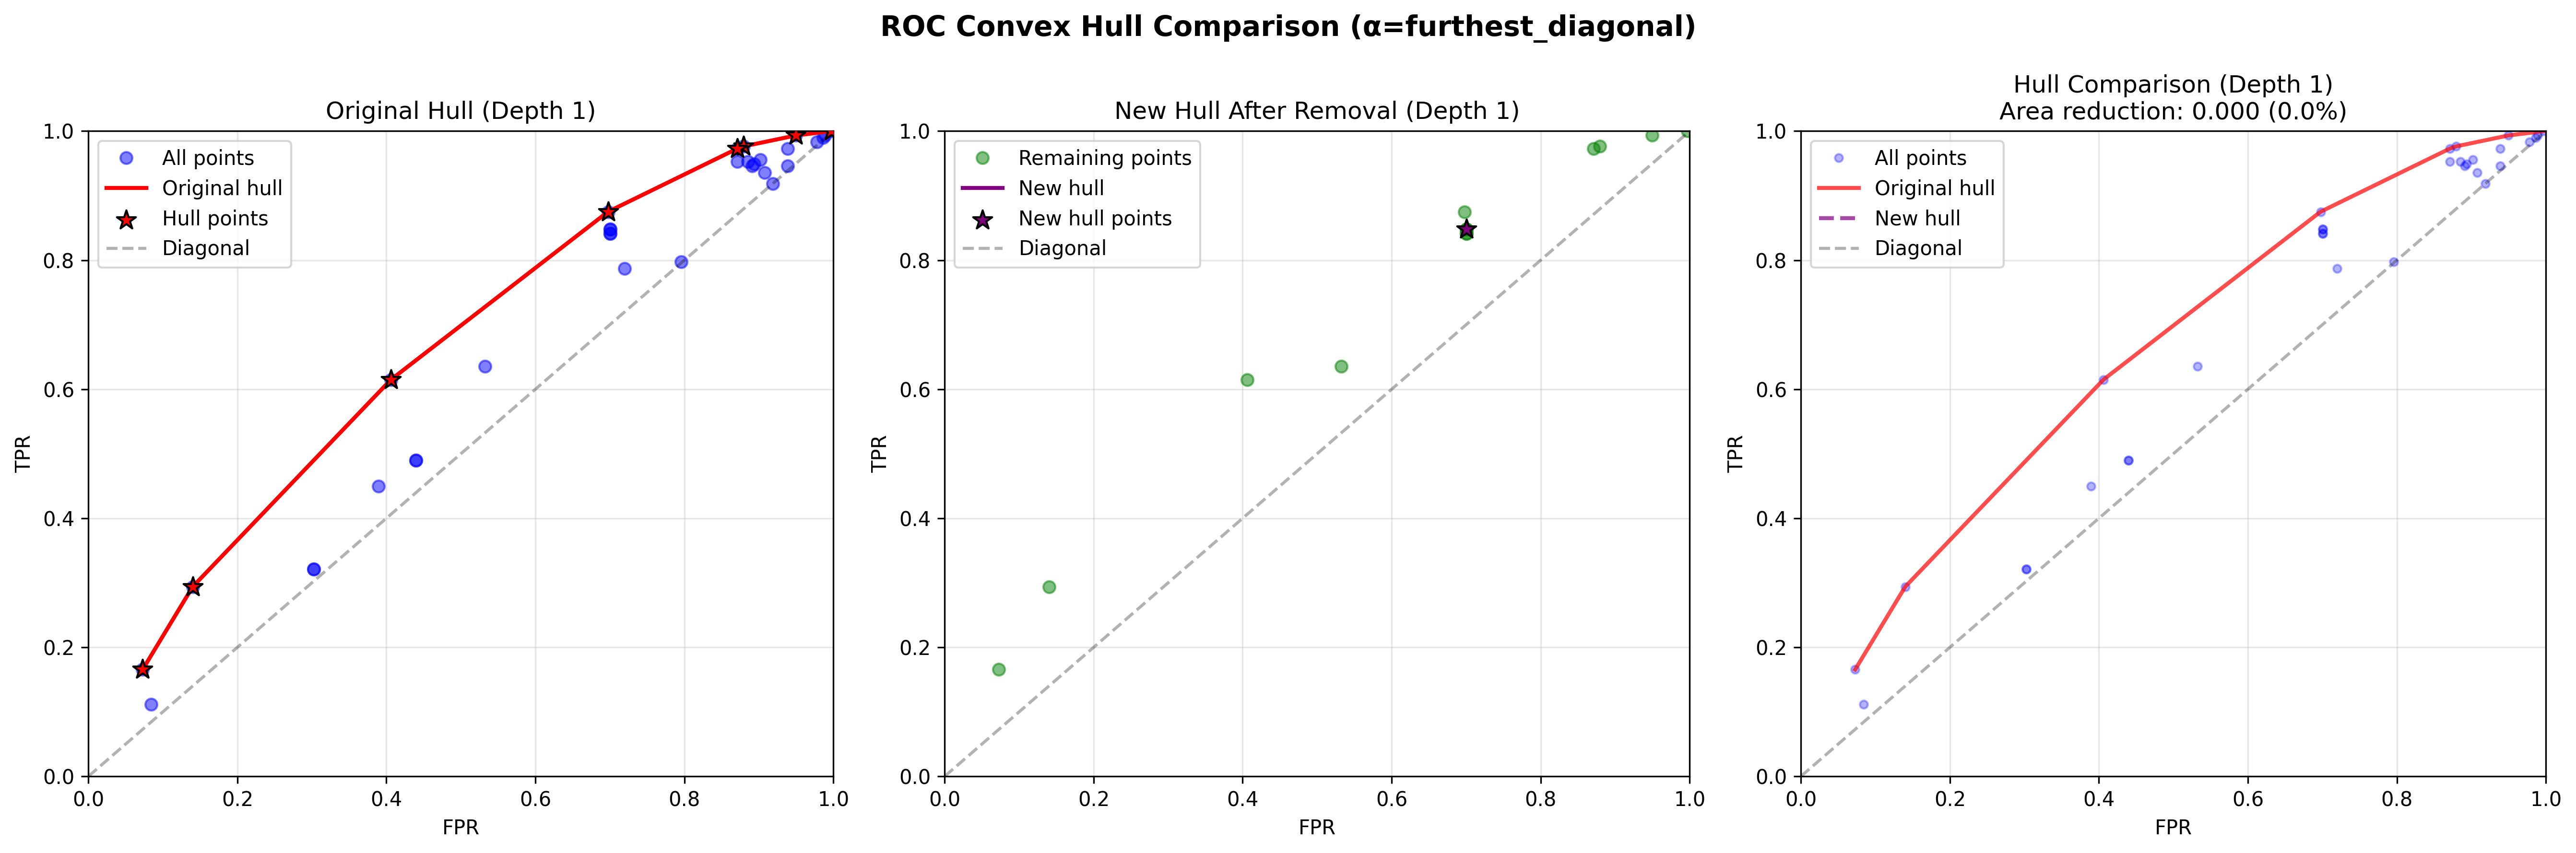 ROC Convex Hull Comparison (α=furthest_diagonal)
Original Hull (Depth 1)
All points
Original hull
Hull points
Diagonal
TPR
1.0
0.8
0.6
0.4
0.2
0.0
0.0 0.2 0.4 0.6 0.8 1.0
FPR
New Hull After Removal (Depth 1)
Remaining points
New hull
New hull points
Diagonal
TPR
1.0
0.8
0.6
0.4
0.2
0.0
0.0 0.2 0.4 0.6 0.8 1.0
FPR
Hull Comparison (Depth 1)
Area reduction: 0.000 (0.0%)
All points
Original hull
New hull
Diagonal
TPR
1.0
0.8
0.6
0.4
0.2
0.0
0.0 0.2 0.4 0.6 0.8 1.0
FPR